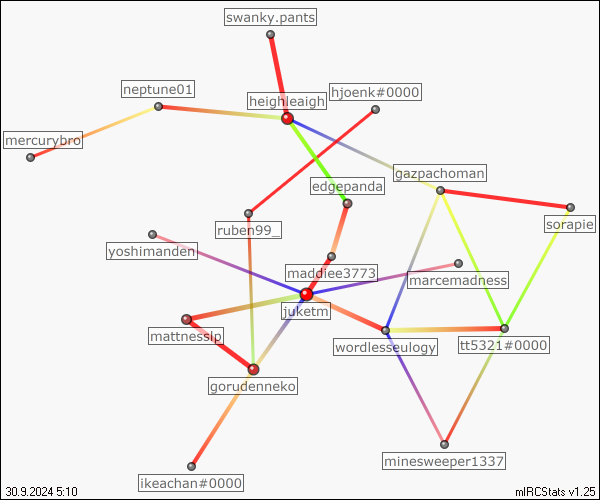 swanky.pants
neptune01
heighleaigh
hjoenk#0000
mercurybro
gazpachoman
edgepanda
sorapie
ruben99_
yoshimanden
maddiee3773
marcemadness
juketm
mattnesslp
wordlesseulogy
tt5321#0000
gorudenneko
minesweeper1337
ikeachan#0000
30.9.2024 5:10
mIRCStats v1.25